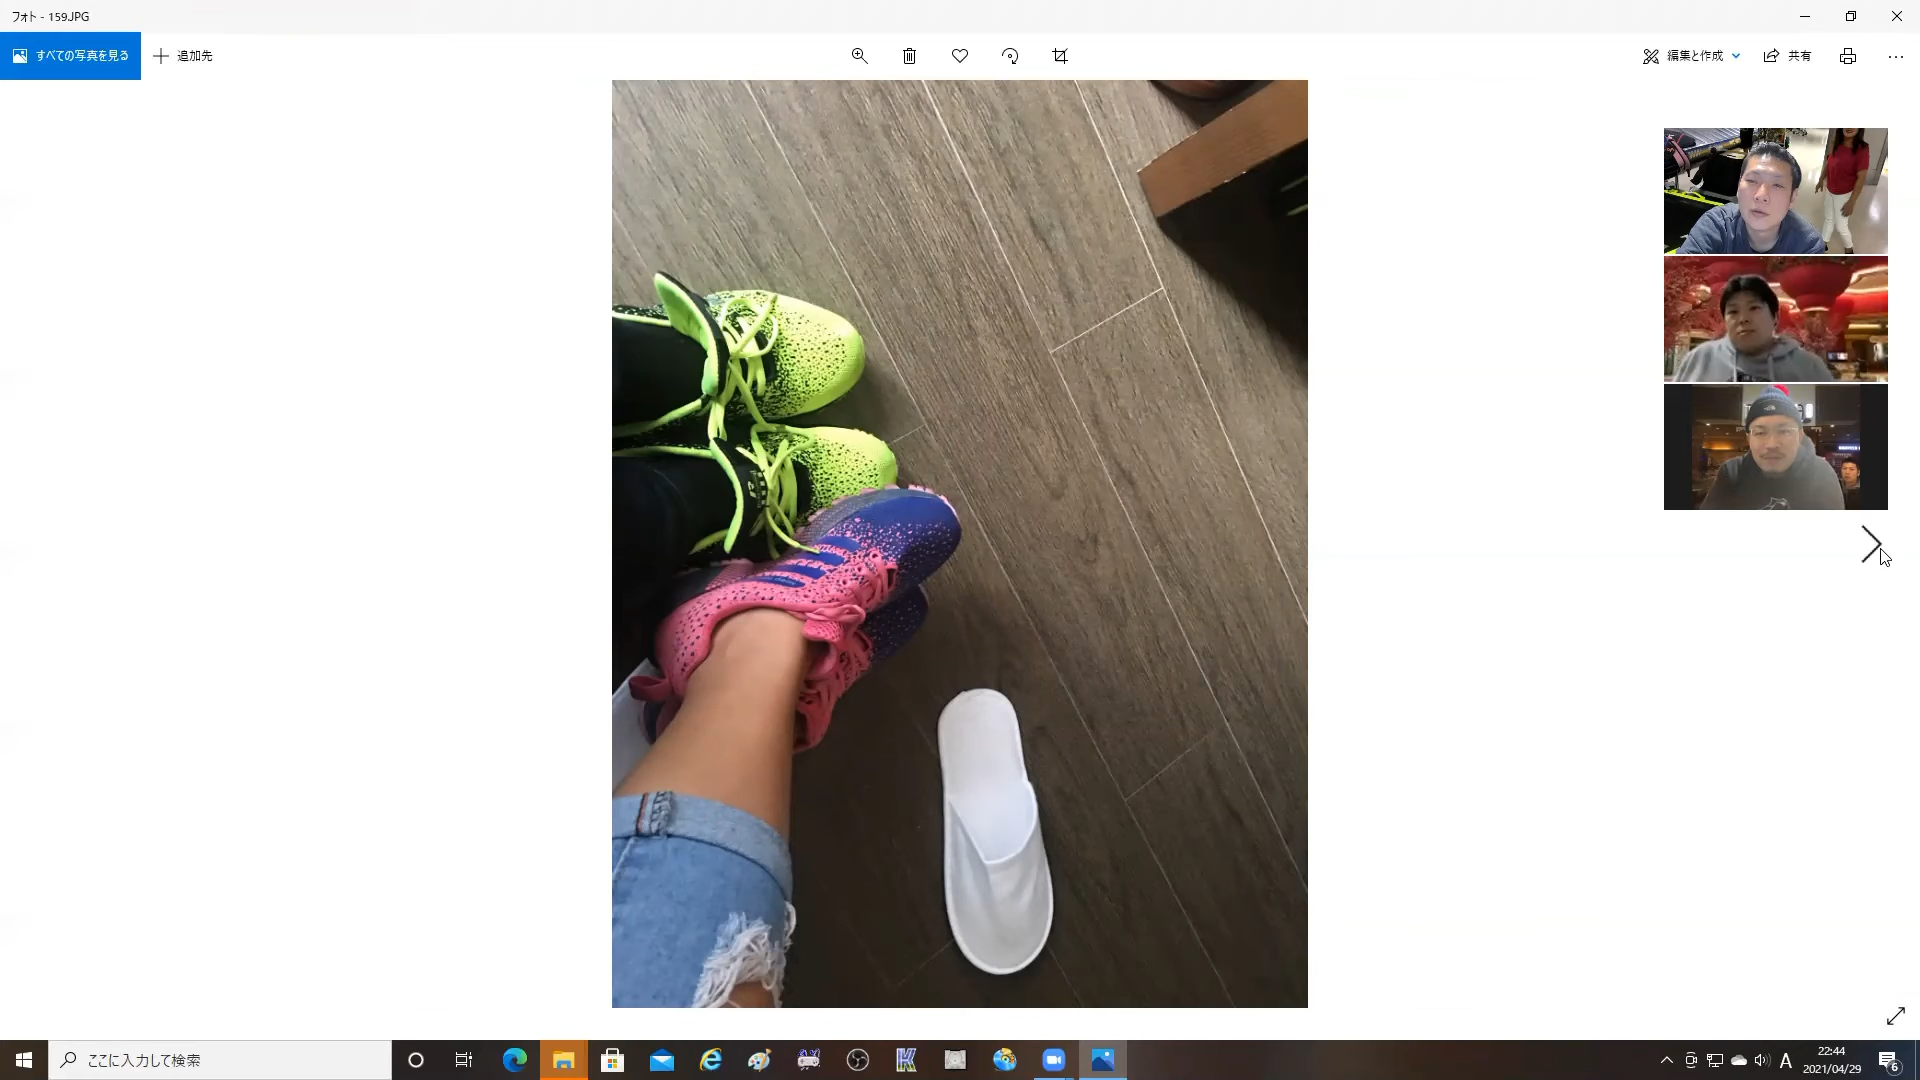 フォト - 159.JPG
すべての写真を見る
追加先
編集と作成
共有
ここに入力して検索
A
22:44
2021/04/29
6